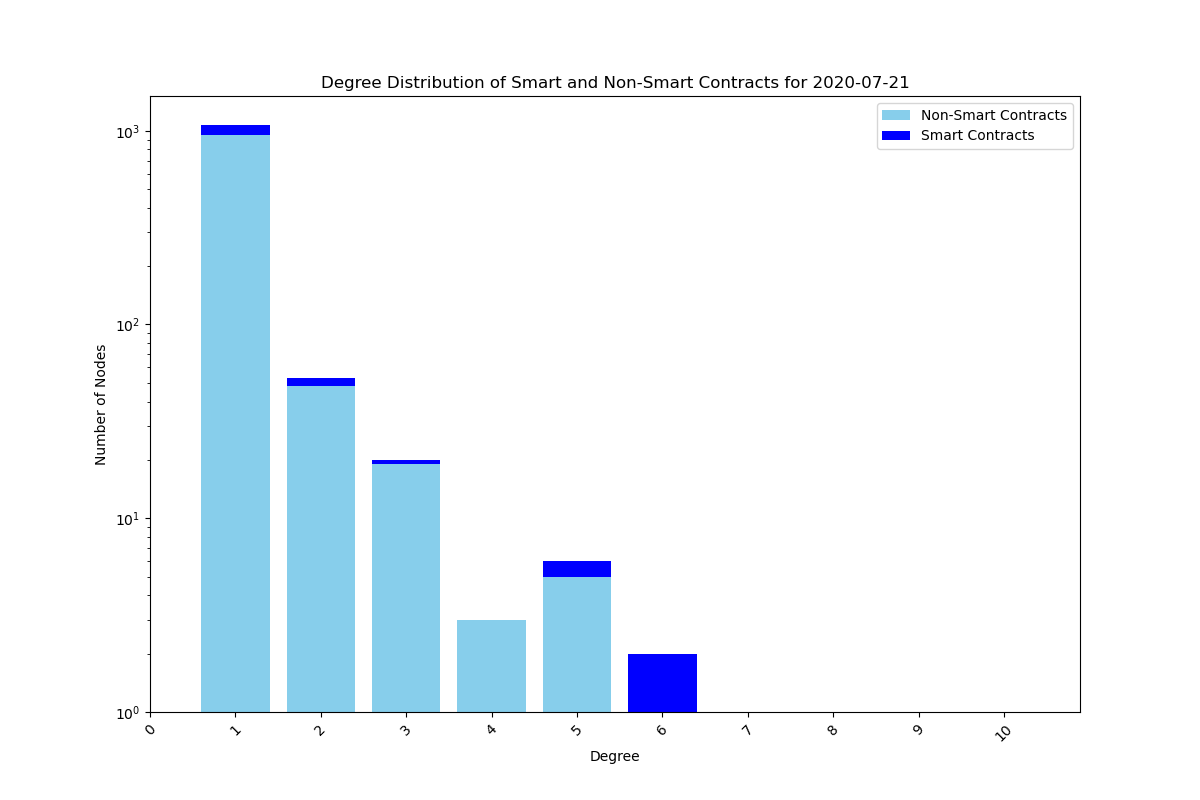 Degree Distribution of Smart and Non-Smart Contracts for 2020-07-21
Non-Smart Contracts
Smart Contracts
Number of Nodes
10³
10²
10¹
10⁰
0 1 2 3 4 5 6 7 8 9 10
Degree